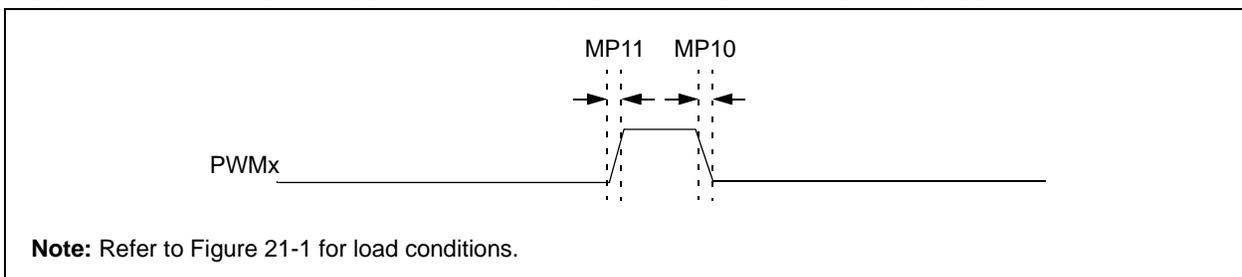 MP11 MP10
PWMx
Note: Refer to Figure 21-1 for load conditions.